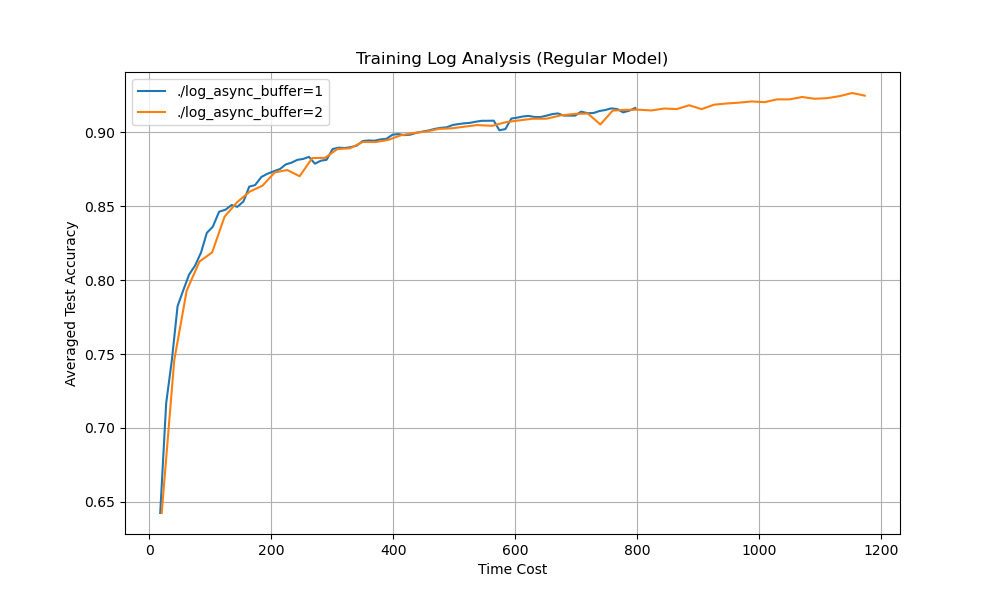 Training Log Analysis (Regular Model)
./log_async_buffer=1
./log_async_buffer=2
Averaged Test Accuracy
0.90
0.85
0.80
0.75
0.70
0.65
0 200 400 600 800 1000 1200
Time Cost